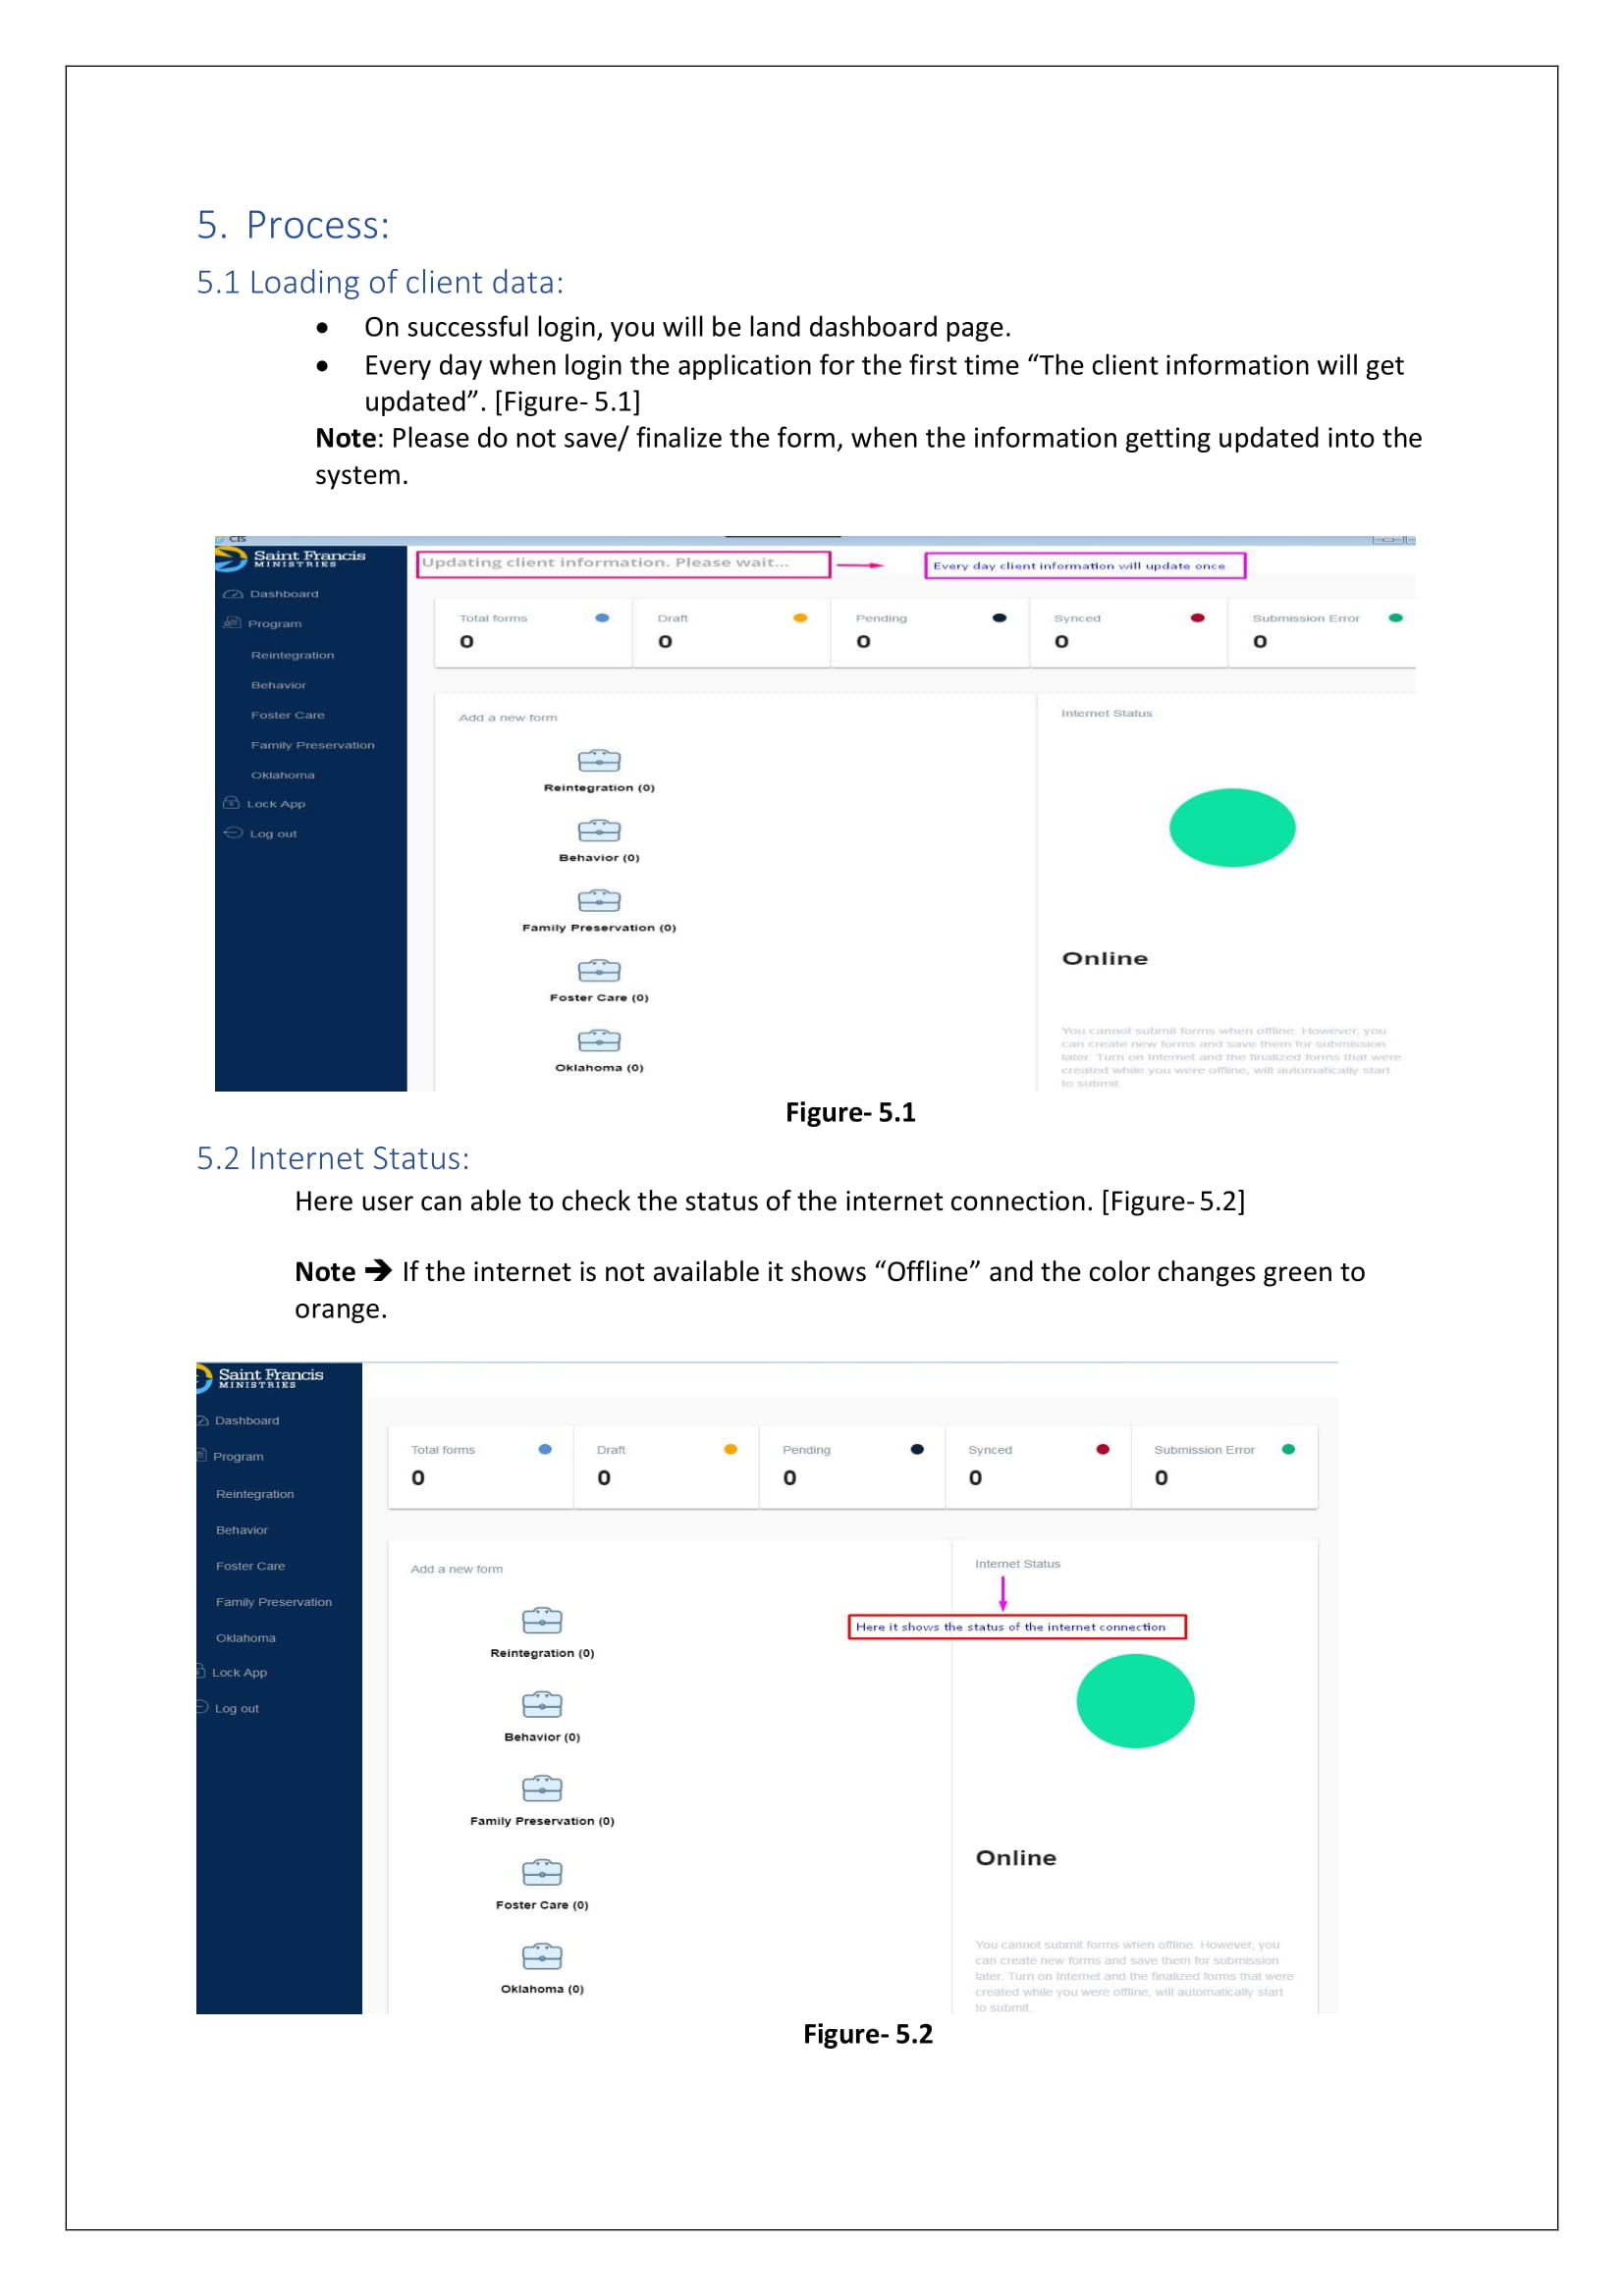 5. Process:
5.1 Loading of client data:
• On successful login, you will be land dashboard page.
• Every day when login the application for the first time “The client information will get
updated”. [Figure- 5.1]
Note: Please do not save/ finalize the form, when the information getting updated into the
system.
CIS
Saint Francis
MINISTRIES
Updating client information. Please wait...
Every day client information will update once
Dashboard
Program
Reintegration
Behavior
Foster Care
Family Preservation
Oklahoma
Lock App
Log out
Total forms
0
Draft
0
Pending
0
Synced
0
Submission Error
0
Add a new form
Reintegration (0)
Behavior (0)
Family Preservation (0)
Foster Care (0)
Oklahoma (0)
Internet Status
Online
You cannot submit forms when offline. However, you
can create new forms and save them for submission
later. Turn on Internet and the finalized forms that were
created while you were offline, will automatically start
to submit.
Figure- 5.1
5.2 Internet Status:
Here user can able to check the status of the internet connection. [Figure- 5.2]
Note ➔ If the internet is not available it shows “Offline” and the color changes green to
orange.
Saint Francis
MINISTRIES
Dashboard
Program
Reintegration
Behavior
Foster Care
Family Preservation
Oklahoma
Lock App
Log out
Total forms
0
Draft
0
Pending
0
Synced
0
Submission Error
0
Add a new form
Reintegration (0)
Behavior (0)
Family Preservation (0)
Foster Care (0)
Oklahoma (0)
Internet Status
Here it shows the status of the internet connection
Online
You cannot submit forms when offline. However, you
can create new forms and save them for submission
later. Turn on Internet and the finalized forms that were
created while you were offline, will automatically start
to submit.
Figure- 5.2